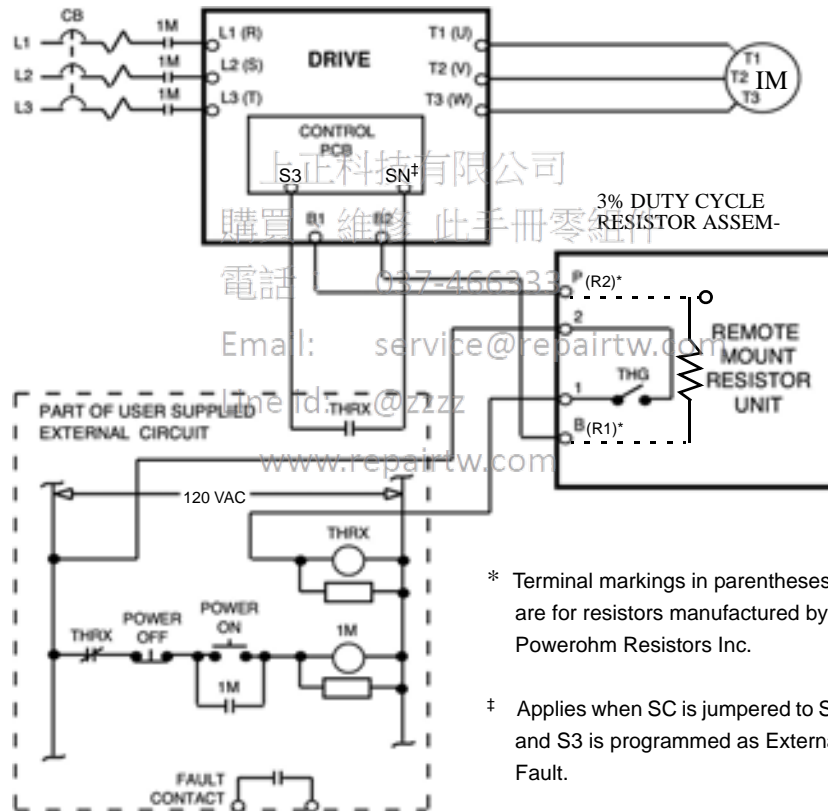 CB
1M
L1
L1 (R)
T1 (U)
DRIVE
1M
L2
L2 (S)
T2 (V)
1M
L3
L3 (T)
T3 (W)
T1
T2 IM
T3
CONTROL
PCB
S3
SN‡
上正科技有限公司
購買 維修 此手冊零組件
電話: 037-466333
Email: service@repairtw.com
Line id: @zzzz
www.repairtw.com
B1
B2
3% DUTY CYCLE
RESISTOR ASSEM-
P (R2)*
2
THG
1
B (R1)*
REMOTE
MOUNT
RESISTOR
UNIT
PART OF USER SUPPLIED
EXTERNAL CIRCUIT
THRX
120 VAC
THRX
THRX
POWER
OFF
POWER
ON
1M
1M
FAULT
CONTACT
* Terminal markings in parentheses
are for resistors manufactured by
Powerohm Resistors Inc.
‡ Applies when SC is jumpered to S
and S3 is programmed as Externa
Fault.